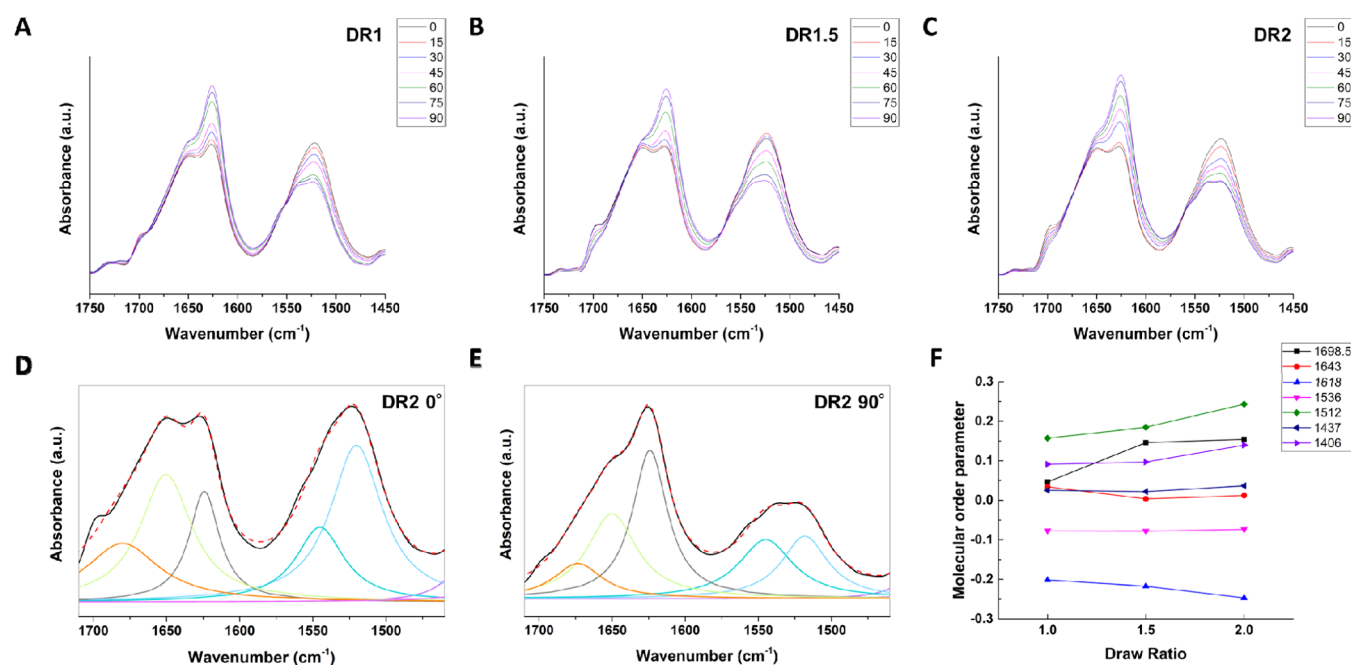 A
DR1
0
15
30
45
60
75
90
Absorbance (a.u.)
1750 1700 1650 1600 1550 1500 1450
Wavenumber (cm⁻¹)
B
DR1.5
0
15
30
45
60
75
90
Absorbance (a.u.)
1750 1700 1650 1600 1550 1500 1450
Wavenumber (cm⁻¹)
C
DR2
0
15
30
45
60
75
90
Absorbance (a.u.)
1750 1700 1650 1600 1550 1500 1450
Wavenumber (cm⁻¹)
D
DR2 0°
Absorbance (a.u.)
1700 1650 1600 1550 1500
Wavenumber (cm⁻¹)
E
DR2 90°
Absorbance (a.u.)
1700 1650 1600 1550 1500
Wavenumber (cm⁻¹)
F
1698.5
1643
1618
1536
1512
1437
1406
Molecular order parameter
0.3
0.2
0.1
0.0
-0.1
-0.2
-0.3
1.0 1.5 2.0
Draw Ratio